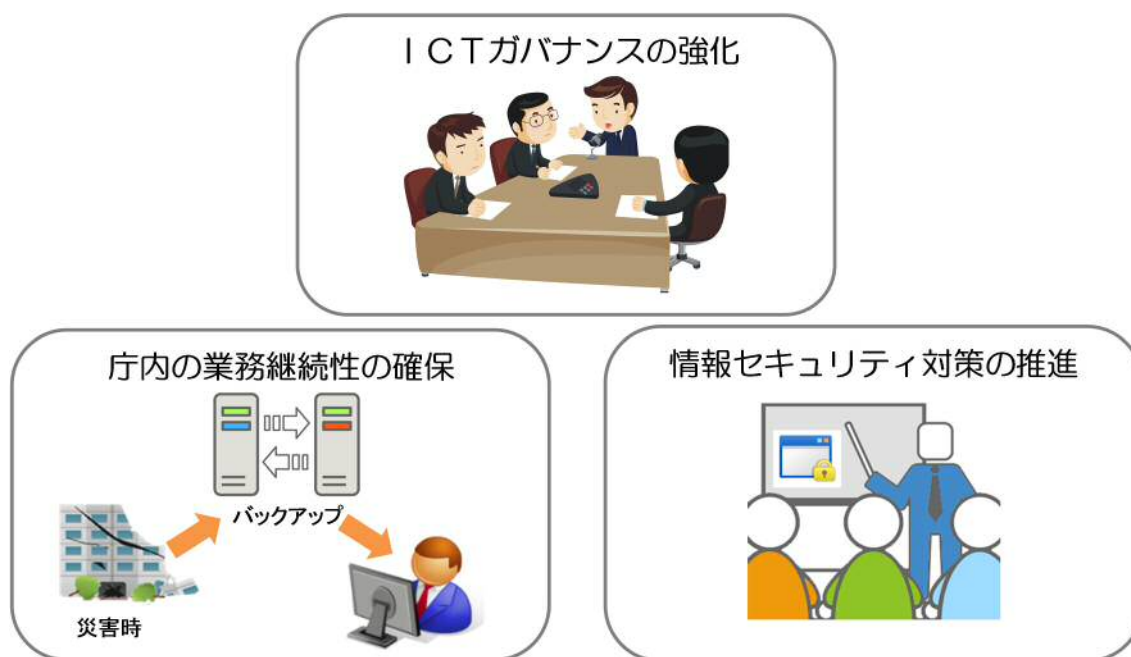 ＩＣＴガバナンスの強化
庁内の業務継続性の確保
バックアップ
災害時
情報セキュリティ対策の推進